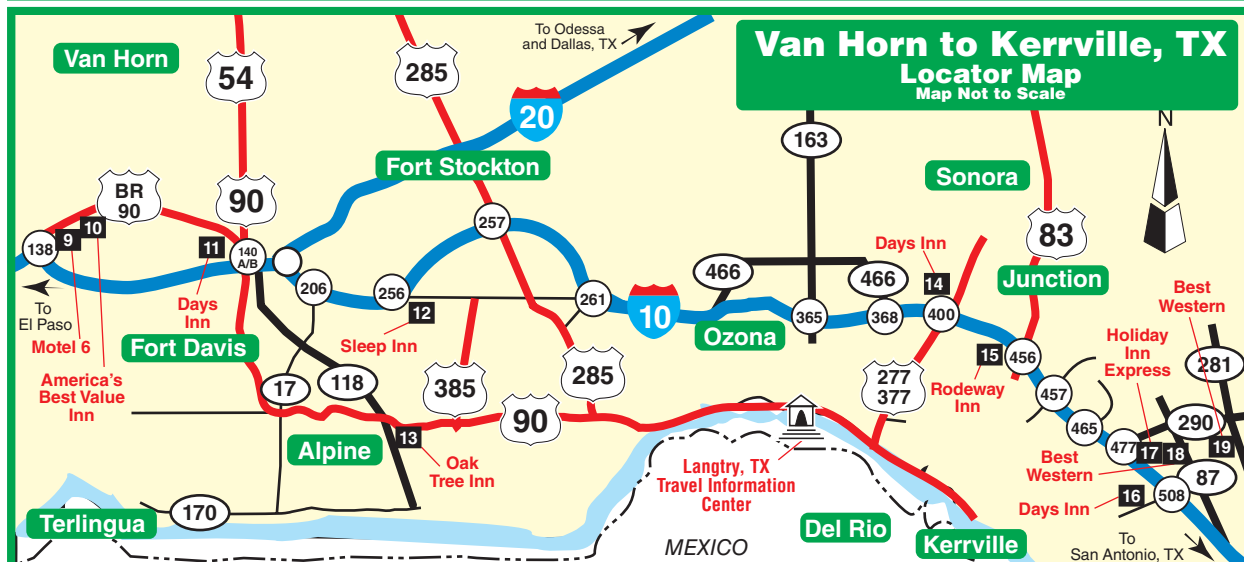 Van Horn to Kerrville, TX
Locator Map
Map Not to Scale
To Odessa
and Dallas, TX
Van Horn
54
285
20
163
N
Fort Stockton
Sonora
BR
90
90
257
83
138
9
10
11
140
A/B
Days Inn
14
466
466
Junction
206
256
12
261
10
365
368
400
Best
Western
To
El Paso
Days
Inn
Sleep Inn
Ozona
Holiday
Inn
Express
Motel 6
Fort Davis
15
456
281
America's
Best Value
Inn
17
118
385
285
277
377
Rodeway
Inn
457
90
465
290
13
477
17
18
19
Alpine
Oak
Tree Inn
Langtry, TX
Travel Information
Center
Best
Western
87
16
508
Days Inn
170
Terlingua
Del Rio
Kerrville
MEXICO
To
San Antonio, TX